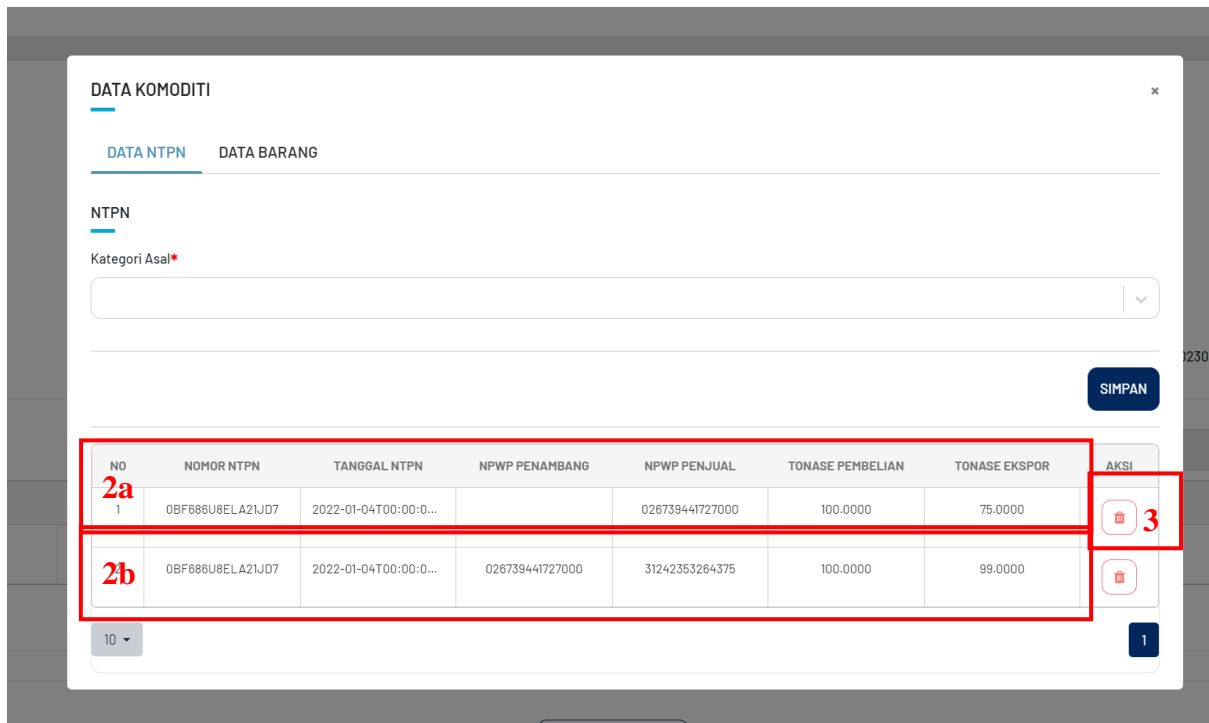 DATA KOMODITI ×
DATA NTPN DATA BARANG
NTPN
Kategori Asal*
0230
SIMPAN
NO NOMOR NTPN TANGGAL NTPN NPWP PENAMBANG NPWP PENJUAL TONASE PEMBELIAN TONASE EKSPOR AKSI
2a
1 0BF686U8ELA21JD7 2022-01-04T00:00:0... 026739441727000 100.0000 75.0000
3
2b 0BF686U8ELA21JD7 2022-01-04T00:00:0... 026739441727000 31242353264375 100.0000 99.0000
10 1